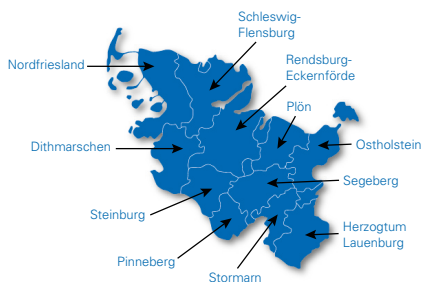 Schleswig-
Flensburg
Nordfriesland
Rendsburg-
Eckernförde
Plön
Dithmarschen
Ostholstein
Segeberg
Steinburg
Herzogtum
Lauenburg
Pinneberg
Stormarn